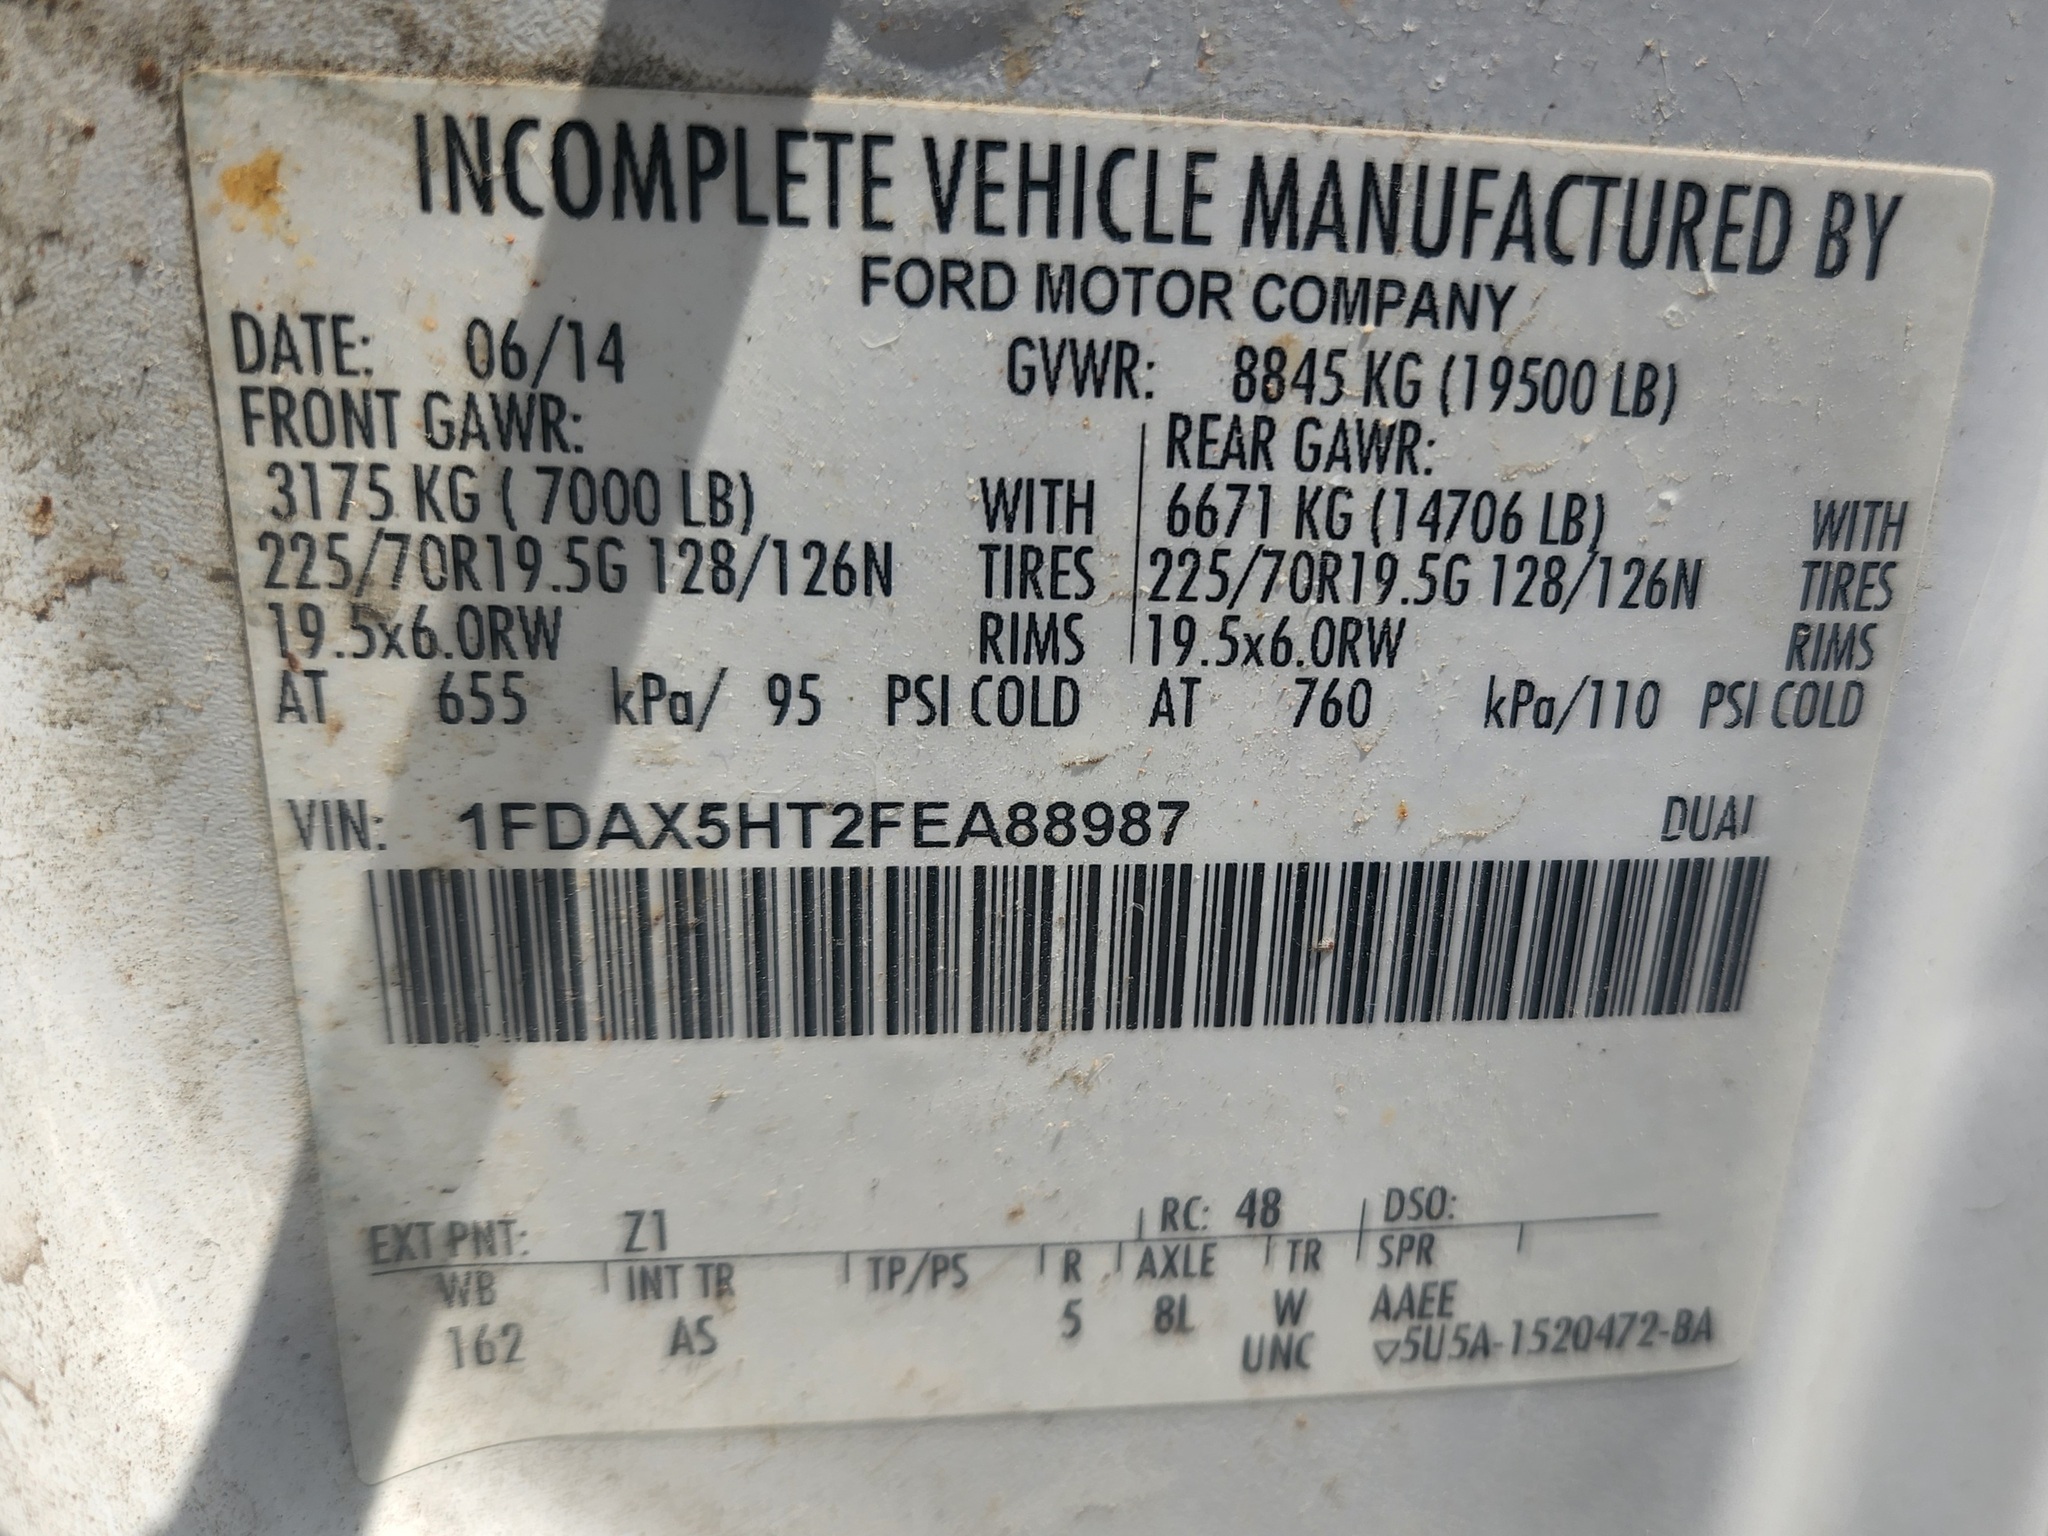 INCOMPLETE VEHICLE MANUFACTURED BY
FORD MOTOR COMPANY
DATE: 06/14 GVWR: 8845 KG (19500 LB)
FRONT GAWR: REAR GAWR:
3175 KG ( 7000 LB) WITH 6671 KG (14706 LB) WITH
225/70R19.5G 128/126N TIRES 225/70R19.5G 128/126N TIRES
19.5x6.0RW RIMS 19.5x6.0RW RIMS
AT 655 kPa/ 95 PSI COLD AT 760 kPa/110 PSI COLD
VIN: 1FDAX5HT2FEA88987 DUAL
EXT PNT: Z1 RC: 48 DSO:
WB INT TR TP/PS R AXLE TR SPR
162 AS 5 8L W AAEE
UNC ▽5U5A-1520472-BA